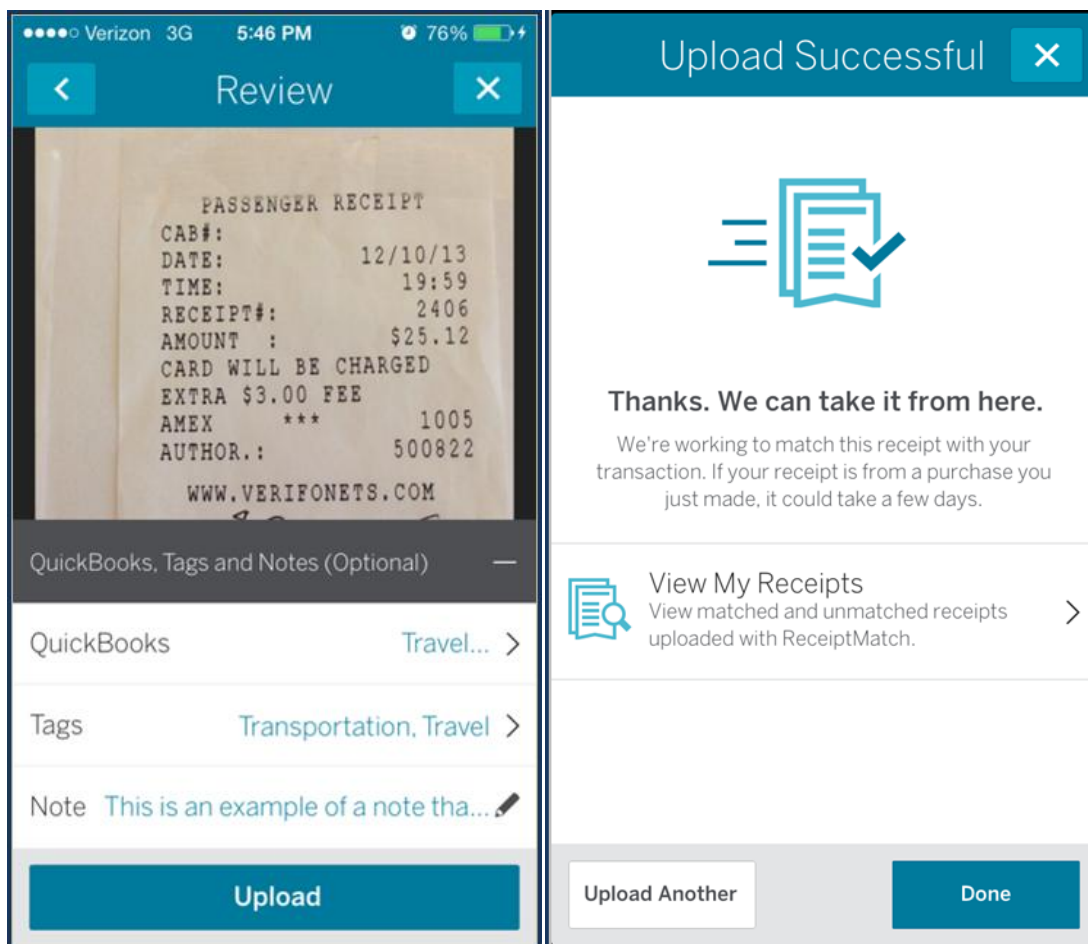 Verizon 3G 5:46 PM 76%
Review
PASSENGER RECEIPT
CAB#:
DATE: 12/10/13
TIME: 19:59
RECEIPT#: 2406
AMOUNT : $25.12
CARD WILL BE CHARGED
EXTRA $3.00 FEE
AMEX *** 1005
AUTHOR.: 500822
WWW.VERIFONETS.COM
QuickBooks, Tags and Notes (Optional)
QuickBooks Travel...
Tags Transportation, Travel
Note This is an example of a note tha...
Upload
Upload Successful
Thanks. We can take it from here.
We're working to match this receipt with your
transaction. If your receipt is from a purchase you
just made, it could take a few days.
View My Receipts
View matched and unmatched receipts
uploaded with ReceiptMatch.
Upload Another
Done